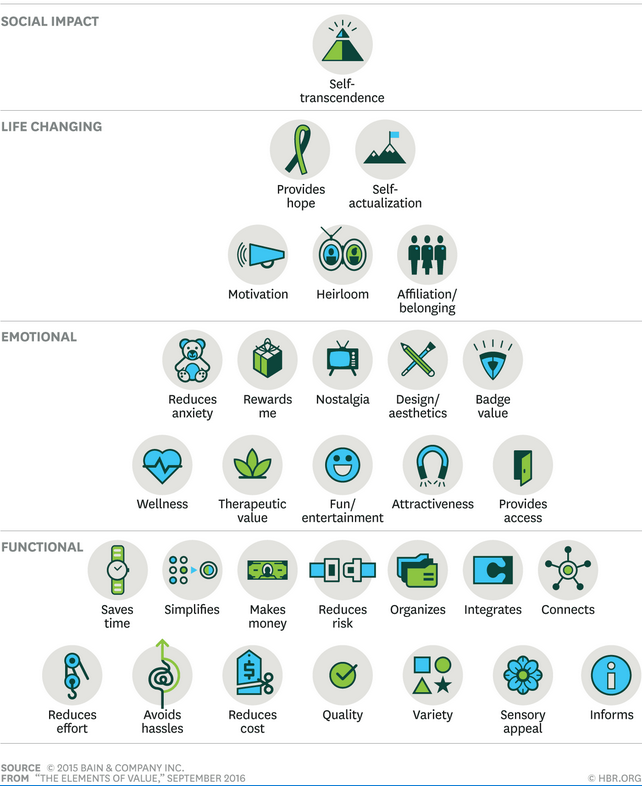 SOCIAL IMPACT
Self-
transcendence
LIFE CHANGING
Provides
hope
Self-
actualization
Motivation
Heirloom
Affiliation/
belonging
EMOTIONAL
Reduces
anxiety
Rewards
me
Nostalgia
Design/
aesthetics
Badge
value
Wellness
Therapeutic
value
Fun/
entertainment
Attractiveness
Provides
access
FUNCTIONAL
Saves
time
Simplifies
Makes
money
Reduces
risk
Organizes
Integrates
Connects
Reduces
effort
Avoids
hassles
$
Reduces
cost
Quality
Variety
Sensory
appeal
i
Informs
SOURCE © 2015 BAIN & COMPANY INC.
FROM “THE ELEMENTS OF VALUE,” SEPTEMBER 2016
© HBR.ORG